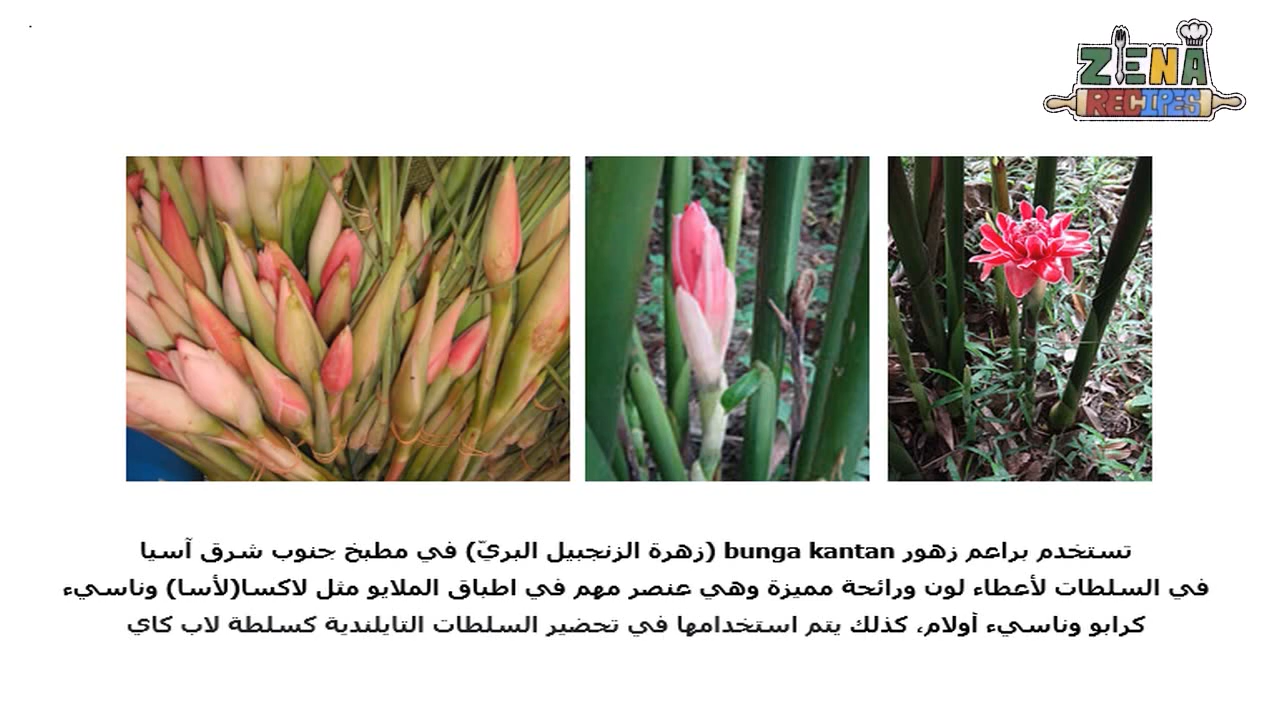 ZENA
RECIPES
تستخدم براعم زهور bunga kantan (زهرة الزنجبيل البريّ) في مطبخ جنوب شرق آسيا
في السلطات لأعطاء لون ورائحة مميزة وهي عنصر مهم في اطباق الملايو مثل لاكسا(لأسا) وناسيء
كرابو وناسيء أولام، كذلك يتم استخدامها في تحضير السلطات التايلندية كسلطة لاب كاي